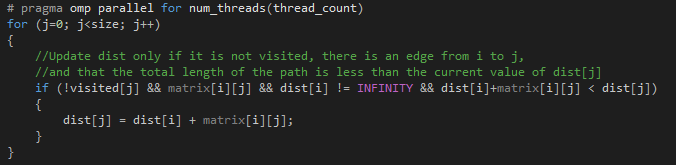 # pragma omp parallel for num_threads(thread_count)
for (j=0; j<size; j++)
{
    //Update dist only if it is not visited, there is an edge from i to j,
    //and that the total length of the path is less than the current value of dist[j]
    if (!visited[j] && matrix[i][j] && dist[i] != INFINITY && dist[i]+matrix[i][j] < dist[j])
    {
        dist[j] = dist[i] + matrix[i][j];
    }
}